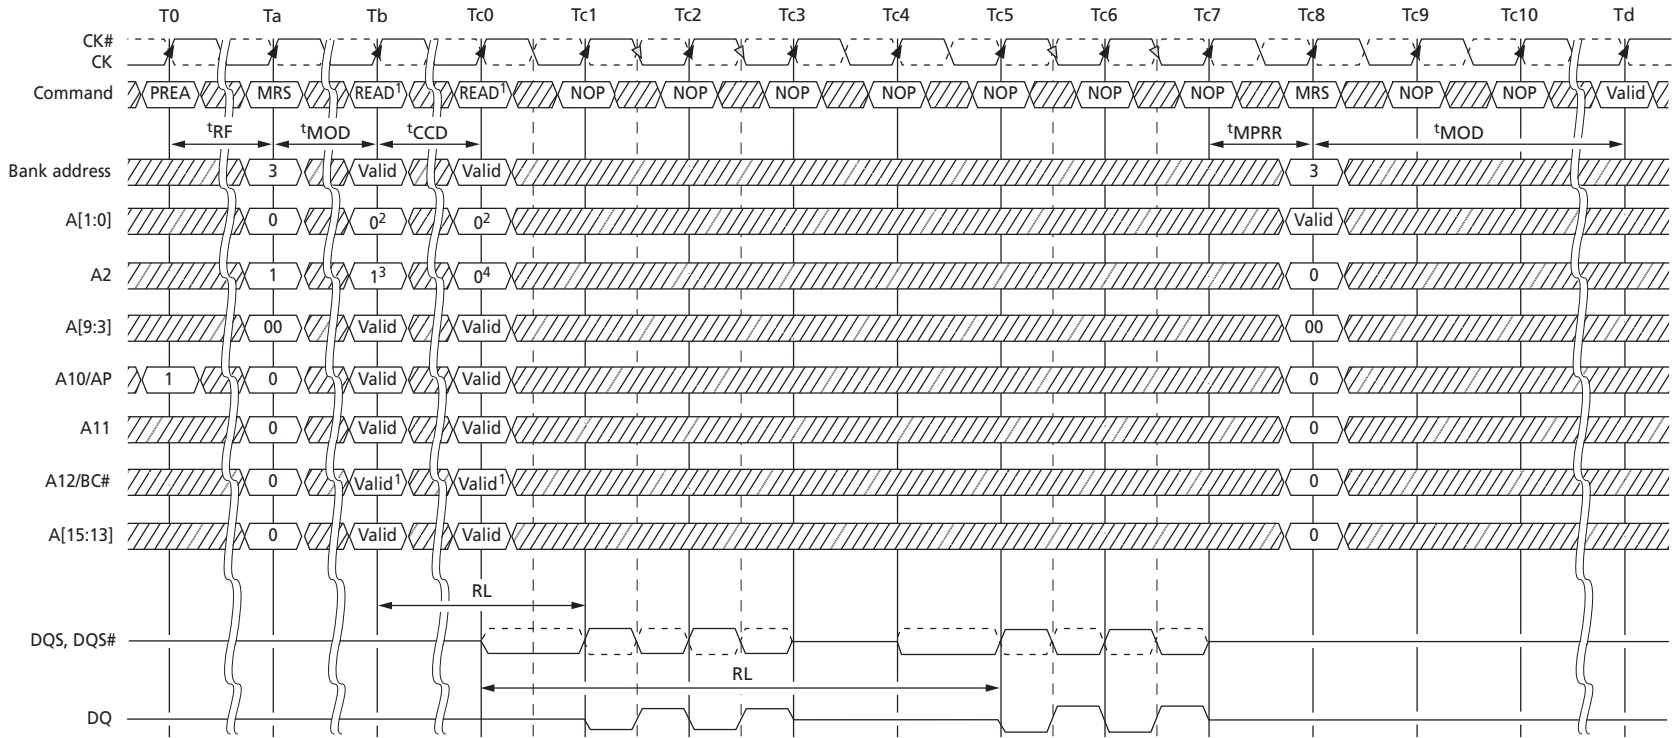 T0 Ta Tb Tc0 Tc1 Tc2 Tc3 Tc4 Tc5 Tc6 Tc7 Tc8 Tc9 Tc10 Td
CK#
CK
Command PREA MRS READ1 READ1 NOP NOP NOP NOP NOP NOP NOP MRS NOP NOP Valid
tRF tMOD tCCD tMPRR tMOD
Bank address 3 Valid Valid 3
A[1:0] 0 0² 0² Valid
A2 1 1³ 0⁴ 0
A[9:3] 00 Valid Valid 00
A10/AP 1 0 Valid Valid 0
A11 0 Valid Valid 0
A12/BC# 0 Valid¹ Valid¹ 0
A[15:13] 0 Valid Valid 0
RL
DQS, DQS#
RL
DQ